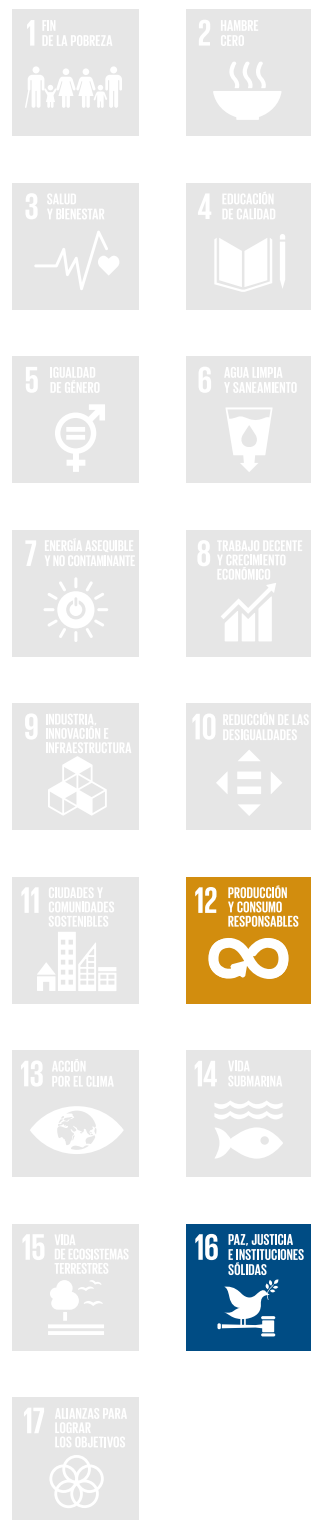 1 FIN
DE LA POBREZA
2 HAMBRE
CERO
3 SALUD
Y BIENESTAR
4 EDUCACIÓN
DE CALIDAD
5 IGUALDAD
DE GÉNERO
6 AGUA LIMPIA
Y SANEAMIENTO
7 ENERGÍA ASEQUIBLE
Y NO CONTAMINANTE
8 TRABAJO DECENTE
Y CRECIMIENTO
ECONÓMICO
9 INDUSTRIA,
INNOVACIÓN E
INFRAESTRUCTURA
10 REDUCCIÓN DE LAS
DESIGUALDADES
11 CIUDADES Y
COMUNIDADES
SOSTENIBLES
12 PRODUCCIÓN
Y CONSUMO
RESPONSABLES
13 ACCIÓN
POR EL CLIMA
14 VIDA
SUBMARINA
15 VIDA
DE ECOSISTEMAS
TERRESTRES
16 PAZ, JUSTICIA
E INSTITUCIONES
SÓLIDAS
17 ALIANZAS PARA
LOGRAR
LOS OBJETIVOS